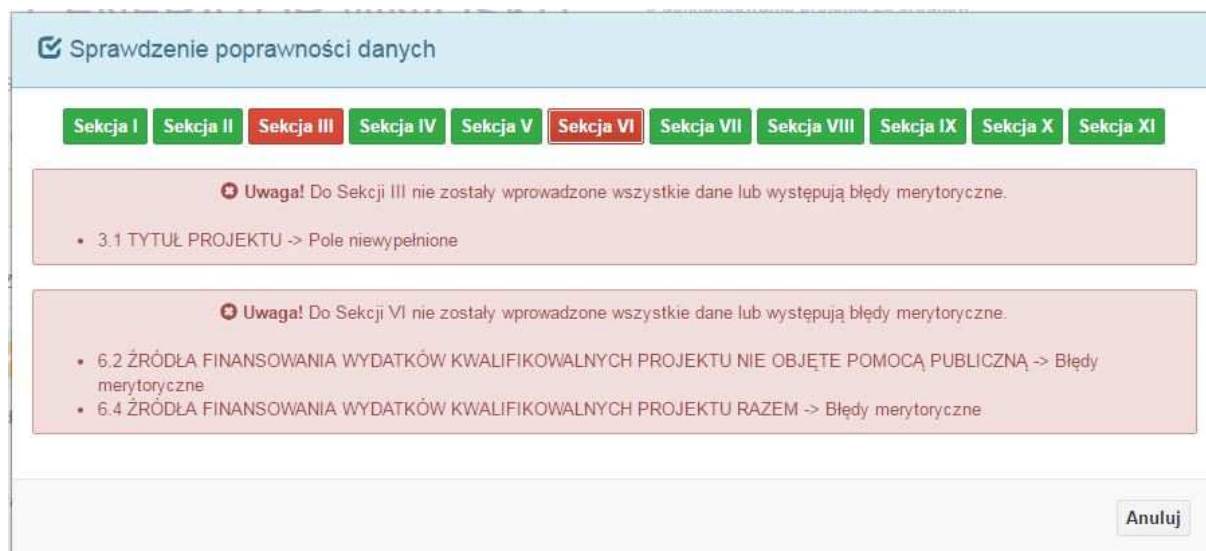 Sprawdzenie poprawności danych
Sekcja I Sekcja II Sekcja III Sekcja IV Sekcja V Sekcja VI Sekcja VII Sekcja VIII Sekcja IX Sekcja X Sekcja XI
Uwaga! Do Sekcji III nie zostały wprowadzone wszystkie dane lub występują błędy merytoryczne.
• 3.1 TYTUŁ PROJEKTU -> Pole niewypełnione
Uwaga! Do Sekcji VI nie zostały wprowadzone wszystkie dane lub występują błędy merytoryczne.
• 6.2 ŹRÓDŁA FINANSOWANIA WYDATKÓW KWALIFIKOWALNYCH PROJEKTU NIE OBJĘTE POMOCĄ PUBLICZNĄ -> Błędy
merytoryczne
• 6.4 ŹRÓDŁA FINANSOWANIA WYDATKÓW KWALIFIKOWALNYCH PROJEKTU RAZEM -> Błędy merytoryczne
Anuluj